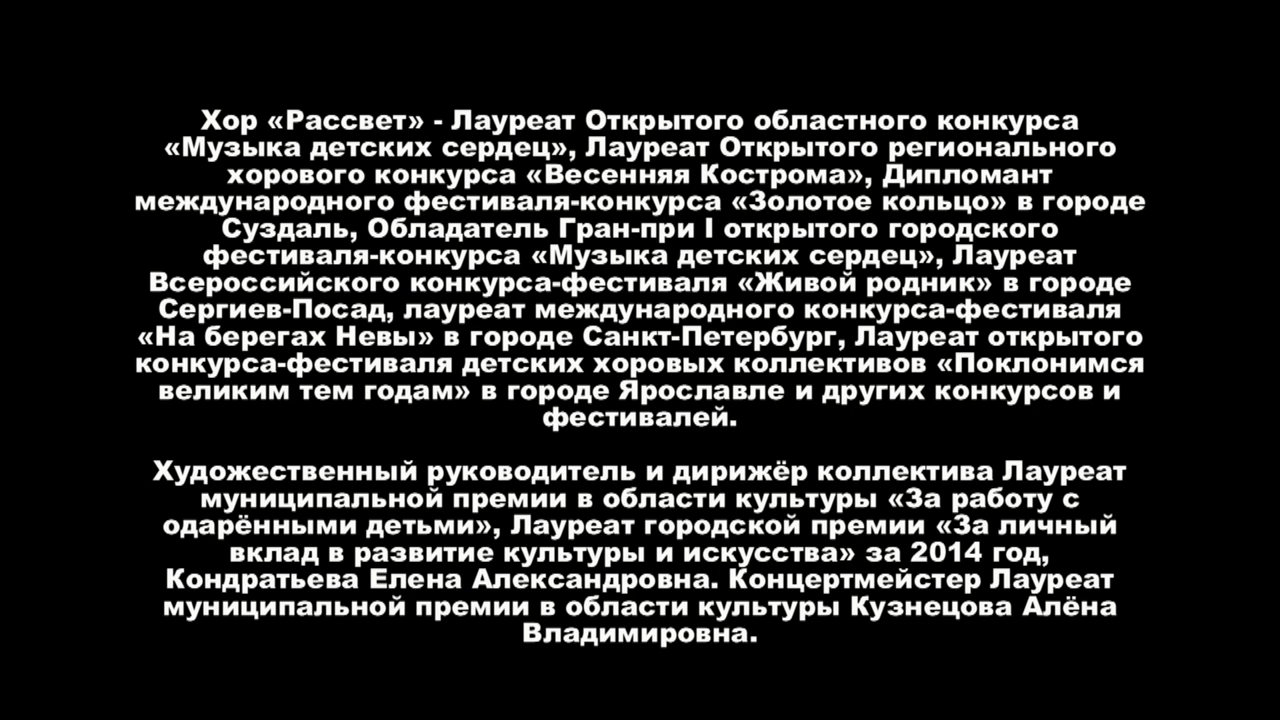 Хор «Рассвет» - Лауреат Открытого областного конкурса
«Музыка детских сердец», Лауреат Открытого регионального
хорового конкурса «Весенняя Кострома», Дипломант
международного фестиваля-конкурса «Золотое кольцо» в городе
Суздаль, Обладатель Гран-при I открытого городского
фестиваля-конкурса «Музыка детских сердец», Лауреат
Всероссийского конкурса-фестиваля «Живой родник» в городе
Сергиев-Посад, лауреат международного конкурса-фестиваля
«На берегах Невы» в городе Санкт-Петербург, Лауреат открытого
конкурса-фестиваля детских хоровых коллективов «Поклонимся
великим тем годам» в городе Ярославле и других конкурсов и
фестивалей.
Художественный руководитель и дирижёр коллектива Лауреат
муниципальной премии в области культуры «За работу с
одарёнными детьми», Лауреат городской премии «За личный
вклад в развитие культуры и искусства» за 2014 год,
Кондратьева Елена Александровна. Концертмейстер Лауреат
муниципальной премии в области культуры Кузнецова Алёна
Владимировна.